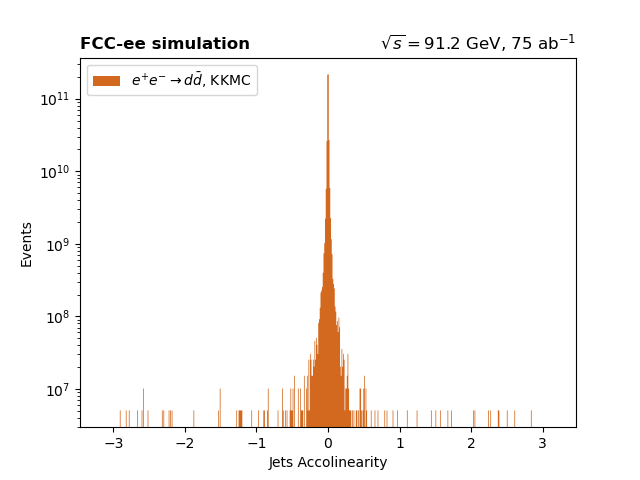 FCC-ee simulation
√s = 91.2 GeV, 75 ab⁻¹
e⁺e⁻ → dd̄, KKMC
Events
10¹¹
10¹⁰
10⁹
10⁸
10⁷
−3 −2 −1 0 1 2 3
Jets Accolinearity